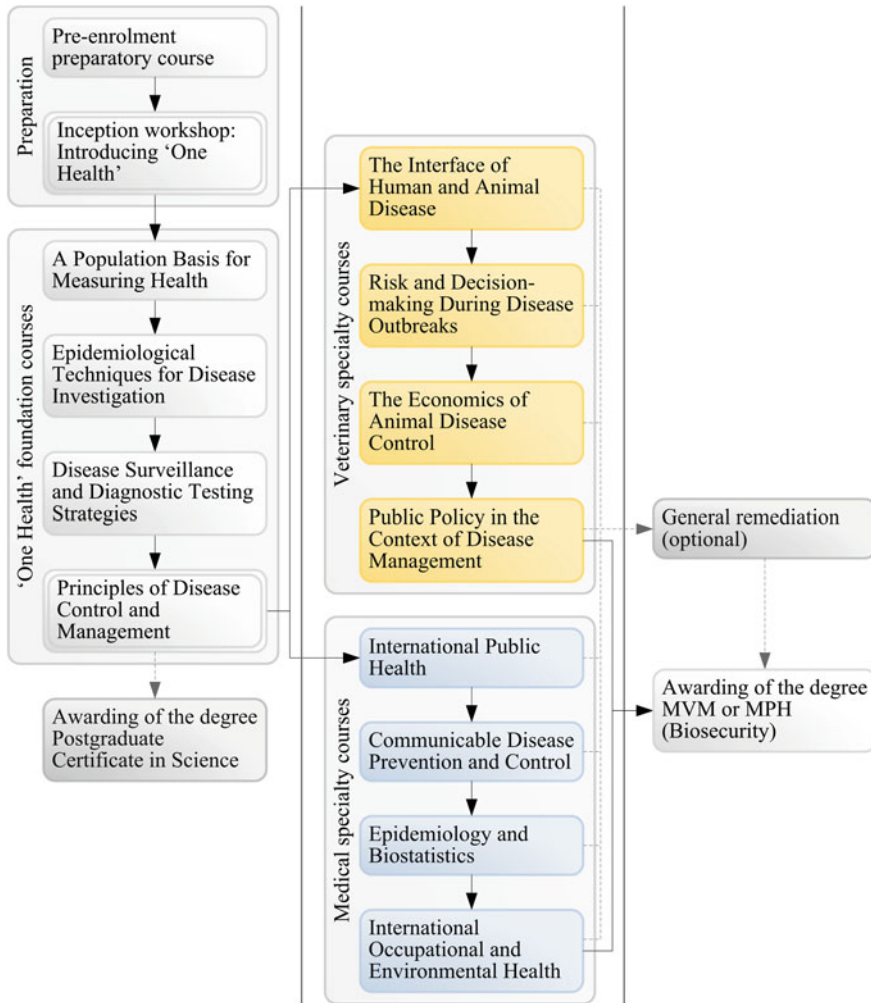 Preparation
Pre-enrolment
preparatory course
Inception workshop:
Introducing ‘One
Health’
‘One Health’ foundation courses
A Population Basis for
Measuring Health
Epidemiological
Techniques for Disease
Investigation
Disease Surveillance
and Diagnostic Testing
Strategies
Principles of Disease
Control and
Management
Awarding of the degree
Postgraduate
Certificate in Science
Veterinary specialty courses
The Interface of
Human and Animal
Disease
Risk and Decision-
making During Disease
Outbreaks
The Economics of
Animal Disease
Control
Public Policy in the
Context of Disease
Management
Medical specialty courses
International Public
Health
Communicable Disease
Prevention and Control
Epidemiology and
Biostatistics
International
Occupational and
Environmental Health
General remediation
(optional)
Awarding of the degree
MVM or MPH
(Biosecurity)